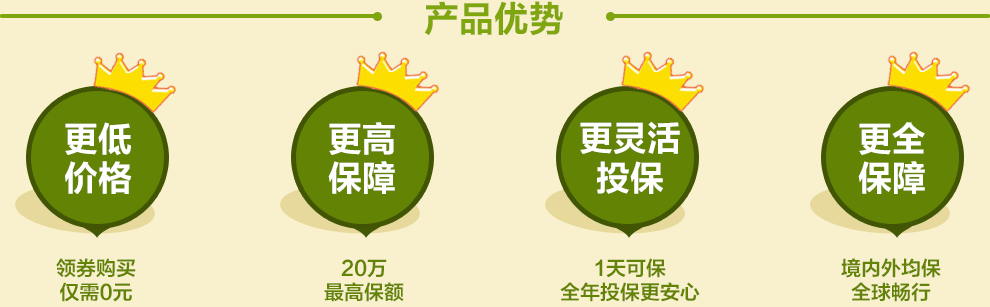 产品优势
更低
价格
领券购买
仅需0元
更高
保障
20万
最高保额
更灵活
投保
1天可保
全年投保更安心
更全
保障
境内外均保
全球畅行